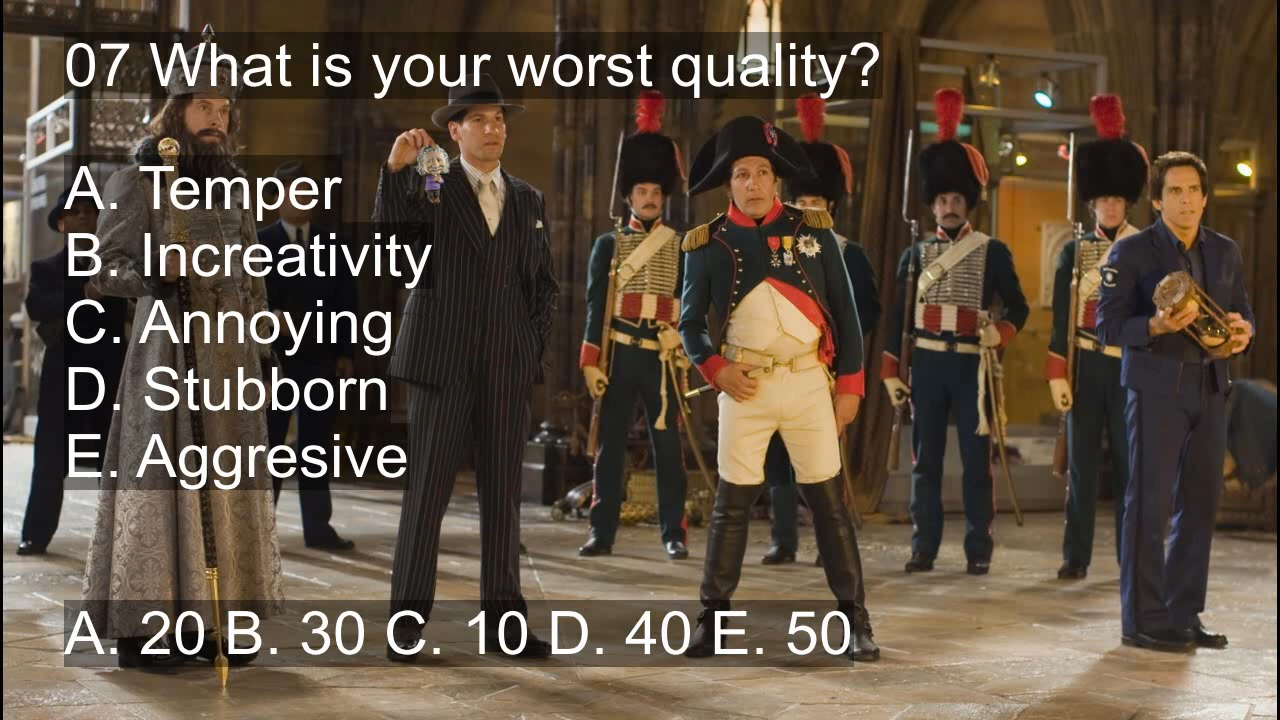 07 What is your worst quality?
A. Temper
B. Increativity
C. Annoying
D. Stubborn
E. Aggresive
A. 20 B. 30 C. 10 D. 40 E. 50